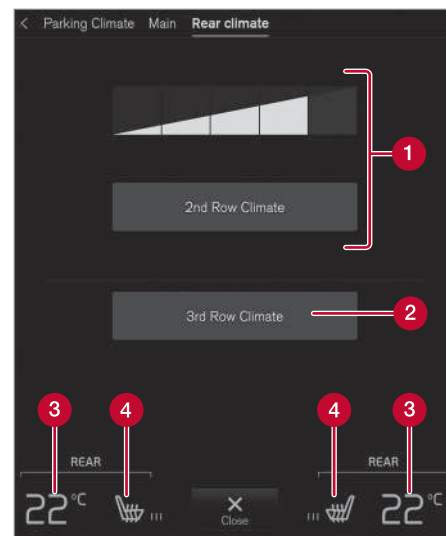 < Parking Climate Main Rear climate
1
2nd Row Climate
2
3rd Row Climate
3 4 4 3
REAR REAR
22°C 22°C
Close